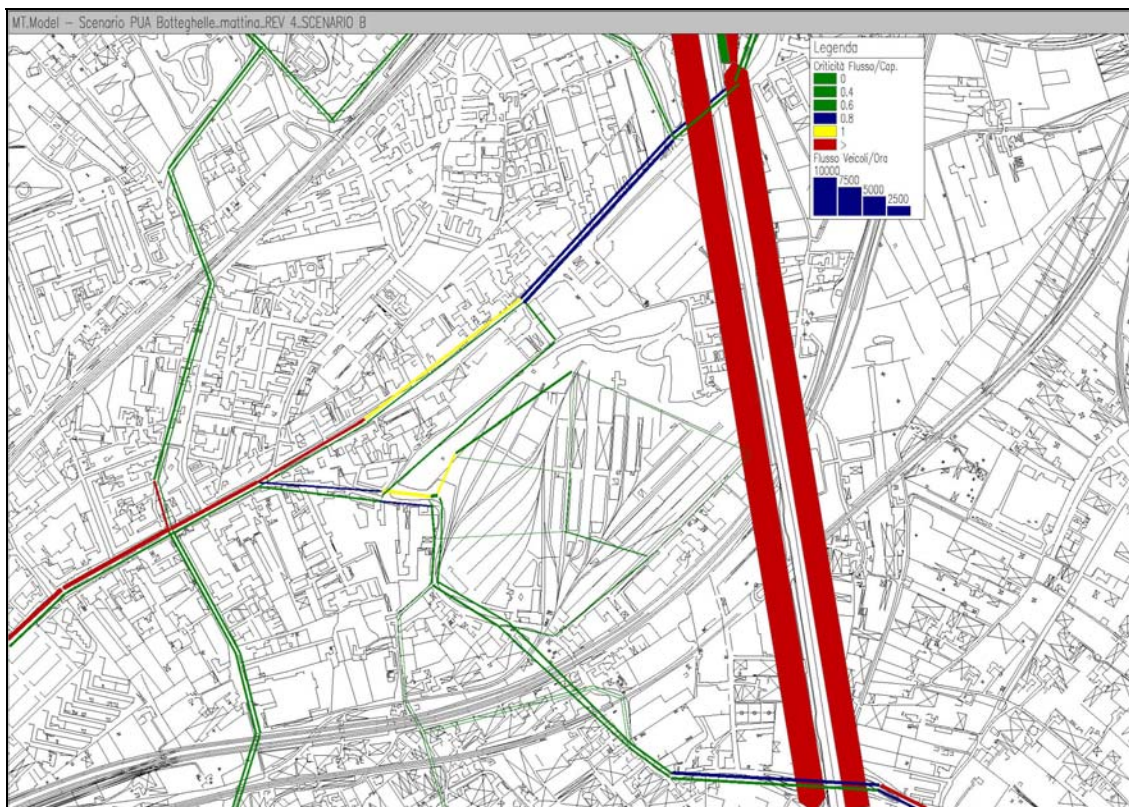 MT.Model - Scenario PUA Botteghelle_mattina_REV 4_SCENARIO B
Legenda
Criticità Flusso/Cap.
0
0.4
0.6
0.8
1
>
Flusso Veicoli/Ora
10000
7500
5000
2500